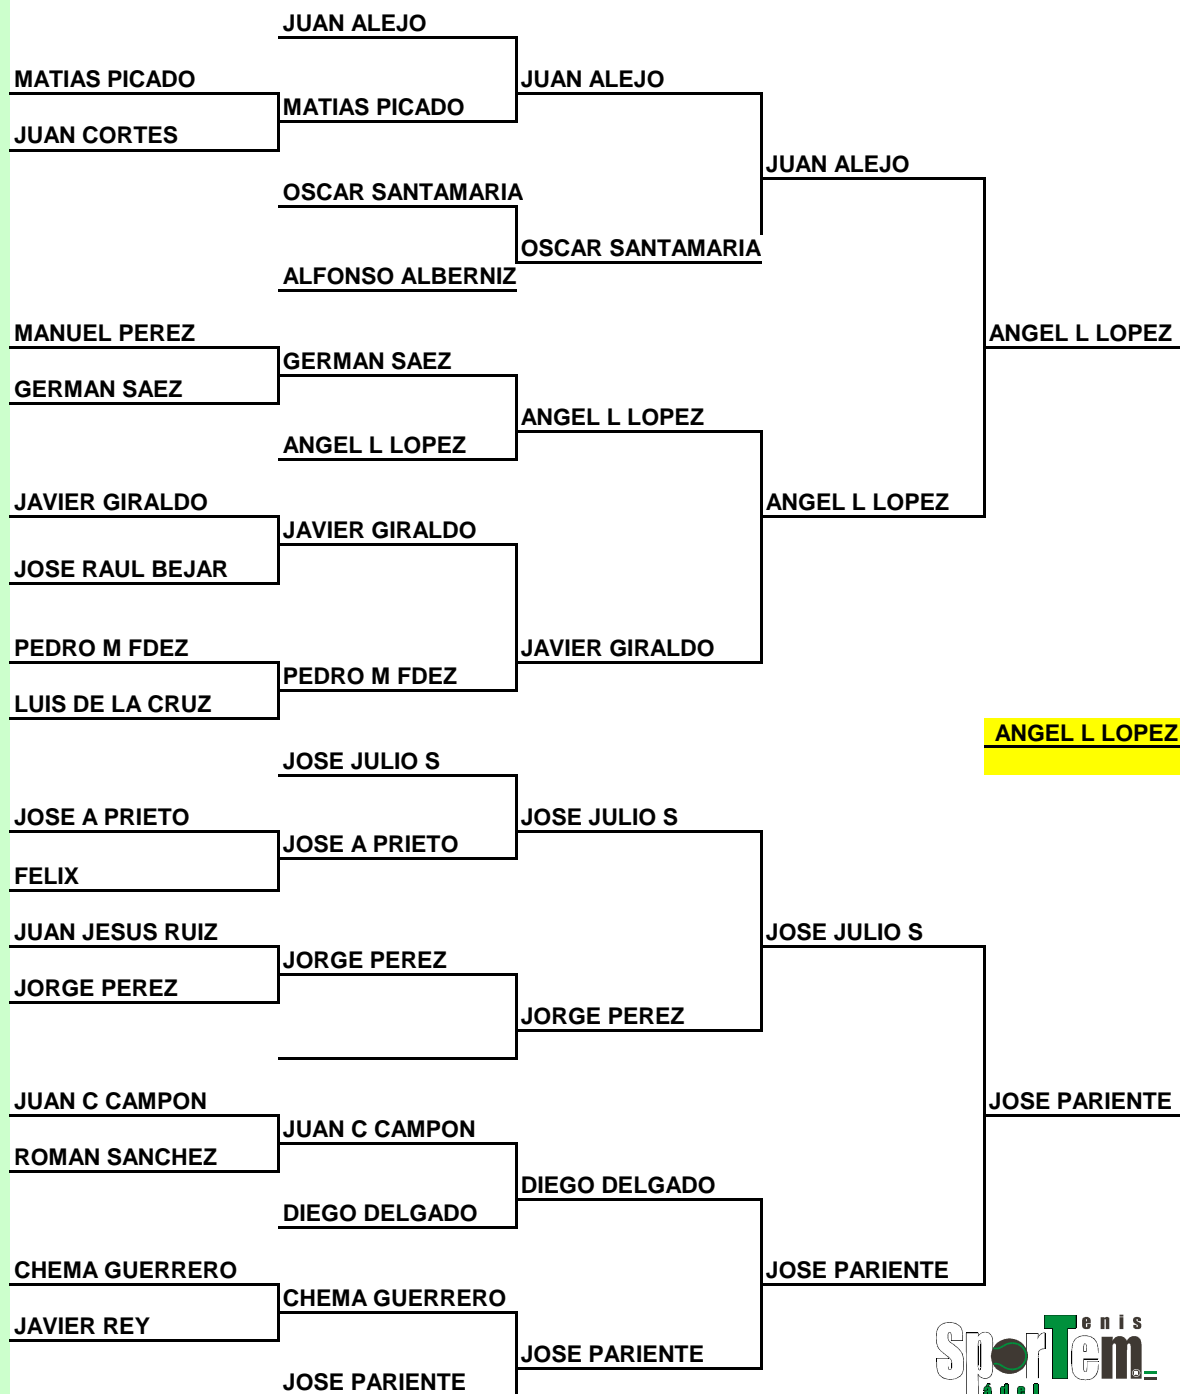 JUAN ALEJO
MATIAS PICADO
JUAN ALEJO
MATIAS PICADO
JUAN CORTES
JUAN ALEJO
OSCAR SANTAMARIA
OSCAR SANTAMARIA
ALFONSO ALBERNIZ
MANUEL PEREZ
ANGEL L LOPEZ
GERMAN SAEZ
GERMAN SAEZ
ANGEL L LOPEZ
ANGEL L LOPEZ
JAVIER GIRALDO
ANGEL L LOPEZ
JAVIER GIRALDO
JOSE RAUL BEJAR
PEDRO M FDEZ
JAVIER GIRALDO
PEDRO M FDEZ
LUIS DE LA CRUZ
ANGEL L LOPEZ
JOSE JULIO S
JOSE A PRIETO
JOSE JULIO S
JOSE A PRIETO
FELIX
JUAN JESUS RUIZ
JOSE JULIO S
JORGE PEREZ
JORGE PEREZ
JORGE PEREZ
JUAN C CAMPON
JOSE PARIENTE
JUAN C CAMPON
ROMAN SANCHEZ
DIEGO DELGADO
DIEGO DELGADO
CHEMA GUERRERO
JOSE PARIENTE
CHEMA GUERRERO
JAVIER REY
JOSE PARIENTE
JOSE PARIENTE
Tenis
SporTem
ádel